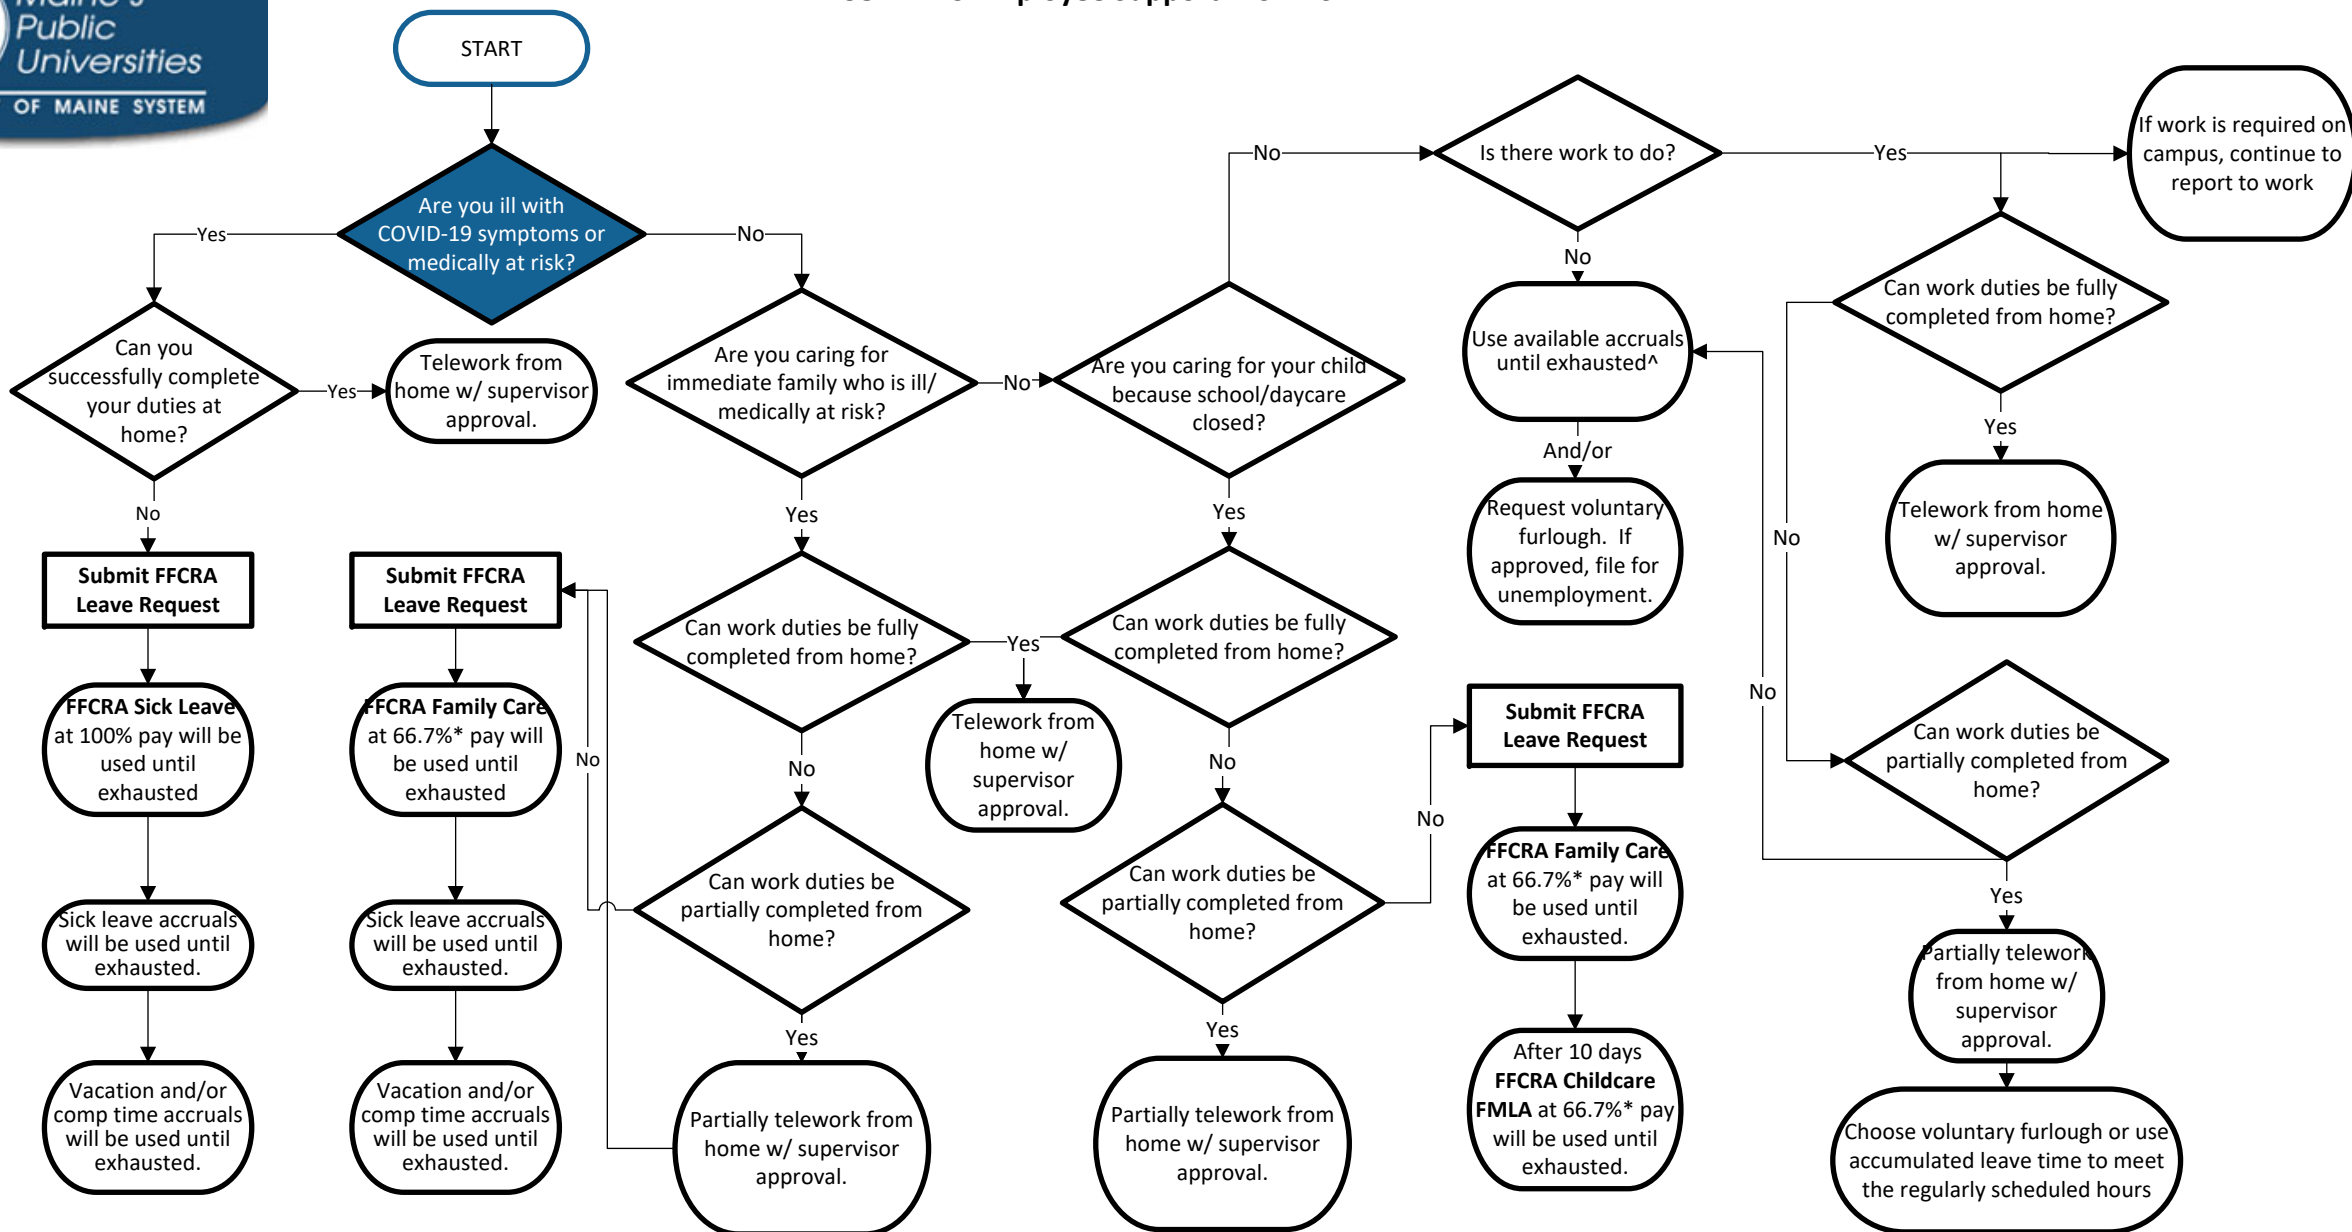 Maine's
Public
Universities
OF MAINE SYSTEM
START
Are you ill with
COVID-19 symptoms or
medically at risk?
Yes
No
Can you
successfully complete
your duties at
home?
Yes
Telework from
home w/ supervisor
approval.
No
Submit FFCRA
Leave Request
FFCRA Sick Leave
at 100% pay will be
used until
exhausted
Sick leave accruals
will be used until
exhausted.
Vacation and/or
comp time accruals
will be used until
exhausted.
Submit FFCRA
Leave Request
FFCRA Family Care
at 66.7%* pay will
be used until
exhausted
Sick leave accruals
will be used until
exhausted.
Vacation and/or
comp time accruals
will be used until
exhausted.
Are you caring for
immediate family who is ill/
medically at risk?
No
Yes
Can work duties be fully
completed from home?
Yes
No
No
Can work duties be
partially completed from
home?
Yes
Partially telework from
home w/ supervisor
approval.
Telework from
home w/
supervisor
approval.
Are you caring for your child
because school/daycare
closed?
No
Yes
Can work duties be fully
completed from home?
No
Can work duties be
partially completed from
home?
No
Yes
Partially telework from
home w/ supervisor
approval.
Submit FFCRA
Leave Request
FFCRA Family Care
at 66.7%* pay will
be used until
exhausted.
After 10 days
FFCRA Childcare
FMLA at 66.7%* pay
will be used until
exhausted.
Is there work to do?
Yes
No
Use available accruals
until exhausted^
And/or
Request voluntary
furlough. If
approved, file for
unemployment.
If work is required on
campus, continue to
report to work
Can work duties be fully
completed from home?
Yes
No
Telework from home
w/ supervisor
approval.
No
Can work duties be
partially completed from
home?
Yes
Partially telework
from home w/
supervisor
approval.
Choose voluntary furlough or use
accumulated leave time to meet
the regularly scheduled hours